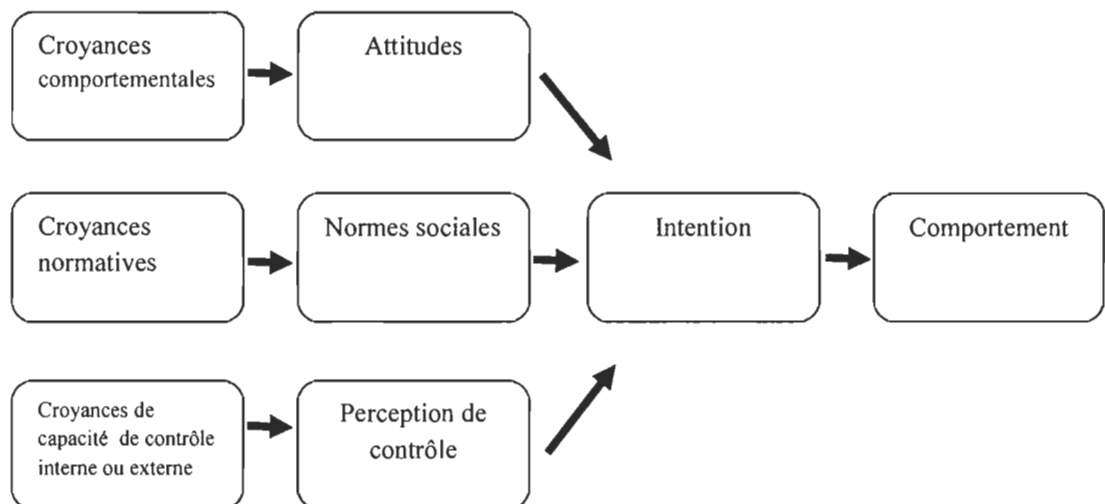 Croyances
comportementales
Attitudes
Croyances
normatives
Normes sociales
Intention
Comportement
Croyances de
capacité de contrôle
interne ou externe
Perception de
contrôle